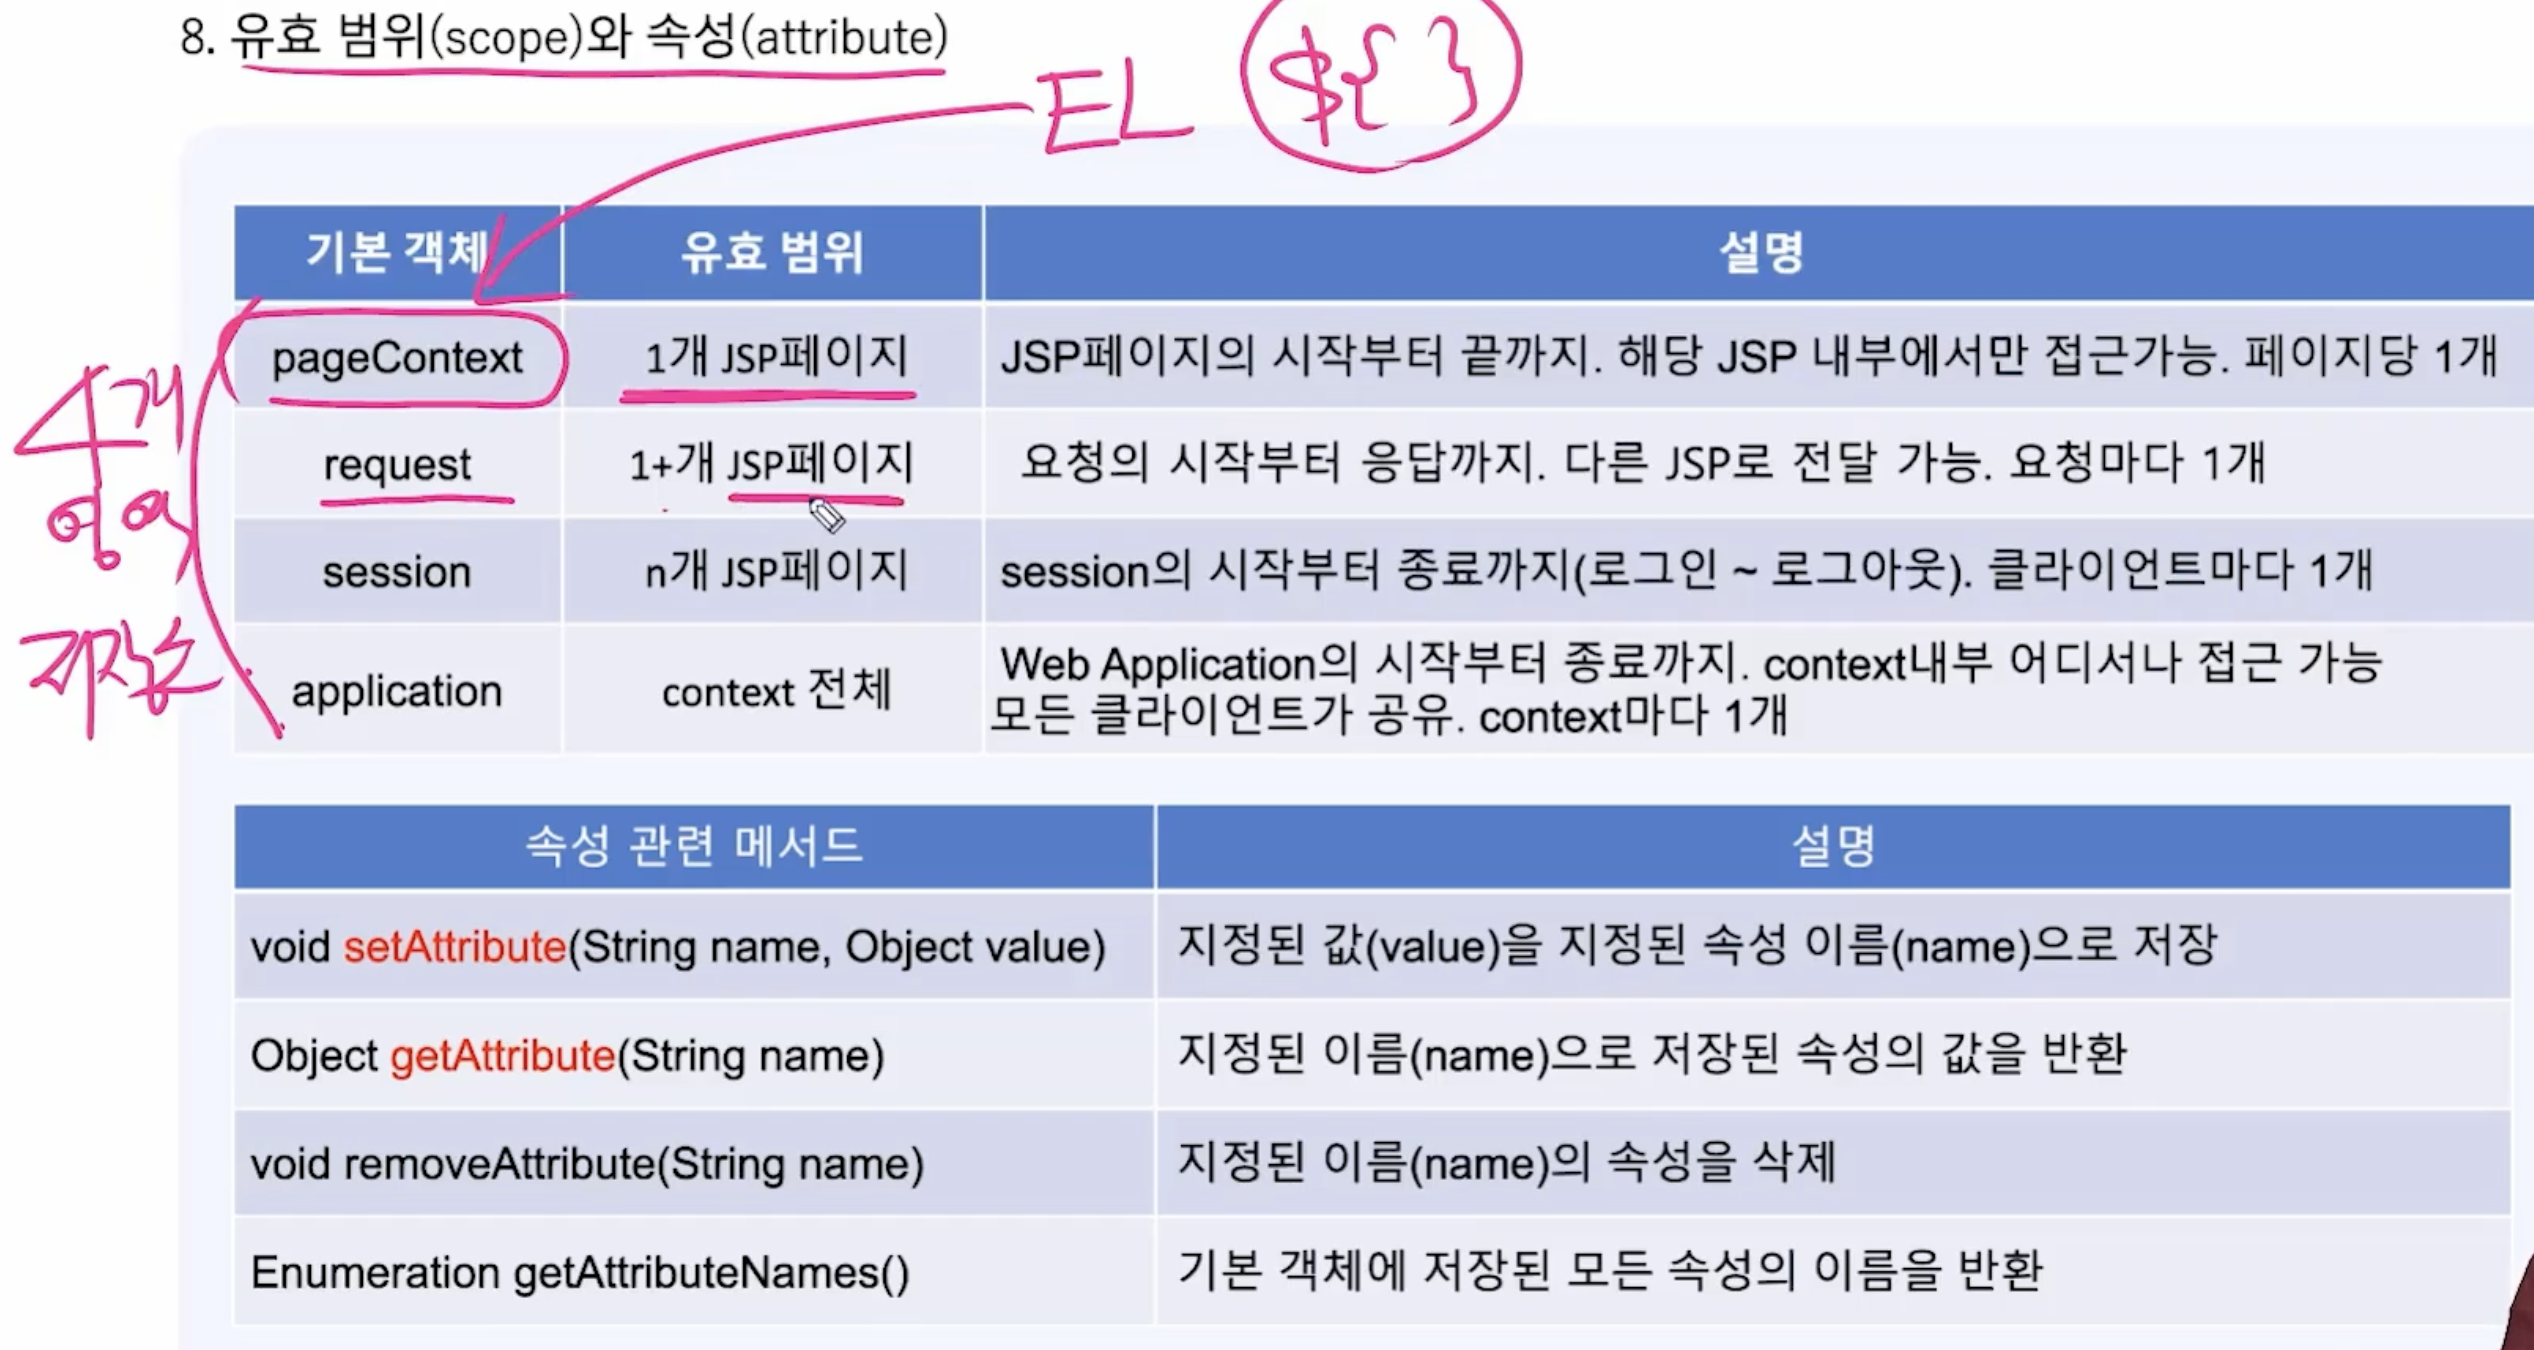 8. 유효 범위(scope)와 속성(attribute)
EL ${ }
기본 객체 유효 범위 설명
pageContext 1개 JSP페이지 JSP페이지의 시작부터 끝까지. 해당 JSP 내부에서만 접근가능. 페이지당 1개
request 1+개 JSP페이지 요청의 시작부터 응답까지. 다른 JSP로 전달 가능. 요청마다 1개
session n개 JSP페이지 session의 시작부터 종료까지(로그인 ~ 로그아웃). 클라이언트마다 1개
application context 전체 Web Application의 시작부터 종료까지. context내부 어디서나 접근 가능
모든 클라이언트가 공유. context마다 1개
4개
영역
저장소
속성 관련 메서드 설명
void setAttribute(String name, Object value) 지정된 값(value)을 지정된 속성 이름(name)으로 저장
Object getAttribute(String name) 지정된 이름(name)으로 저장된 속성의 값을 반환
void removeAttribute(String name) 지정된 이름(name)의 속성을 삭제
Enumeration getAttributeNames() 기본 객체에 저장된 모든 속성의 이름을 반환